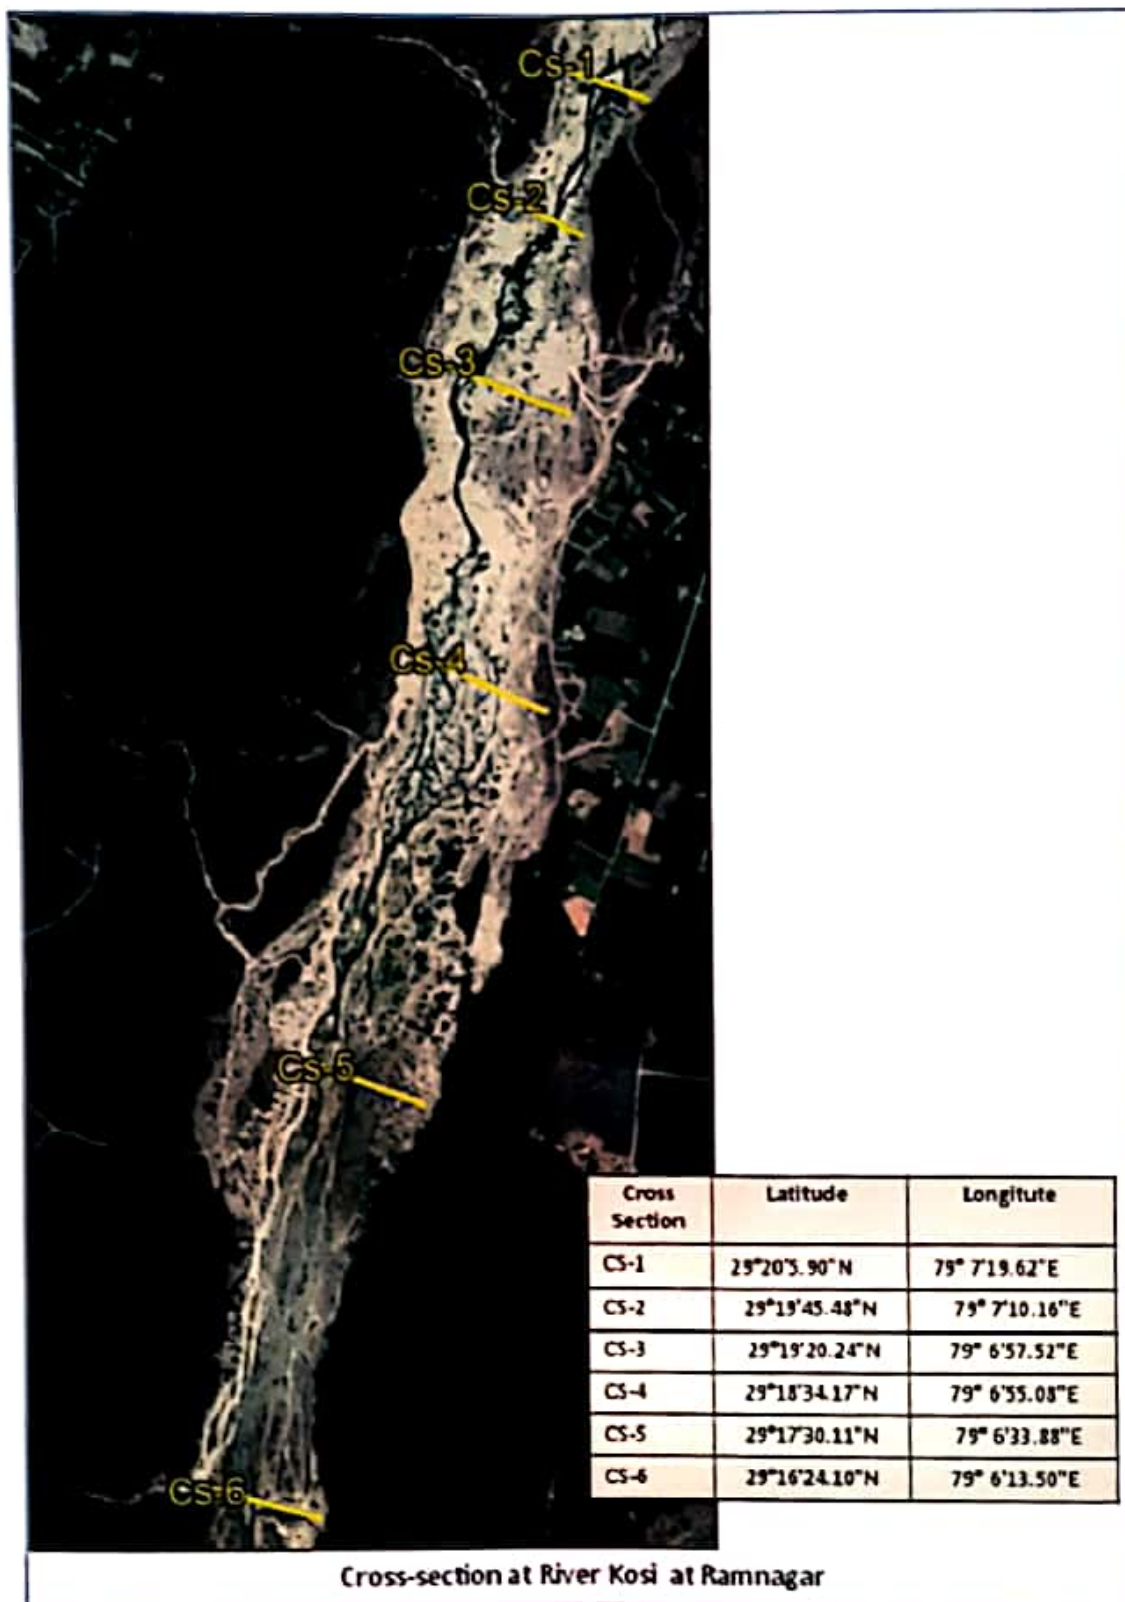 Cs-1
Cs-2
Cs-3
Cs-4
Cs-5
Cs-6
Cross Section Latitude Longitute
CS-1 29°20'5.90"N 79° 7'19.62"E
CS-2 29°19'45.48"N 79° 7'10.16"E
CS-3 29°19'20.24"N 79° 6'57.52"E
CS-4 29°18'34.17"N 79° 6'55.08"E
CS-5 29°17'30.11"N 79° 6'33.88"E
CS-6 29°16'24.10"N 79° 6'13.50"E
Cross-section at River Kosi at Ramnagar